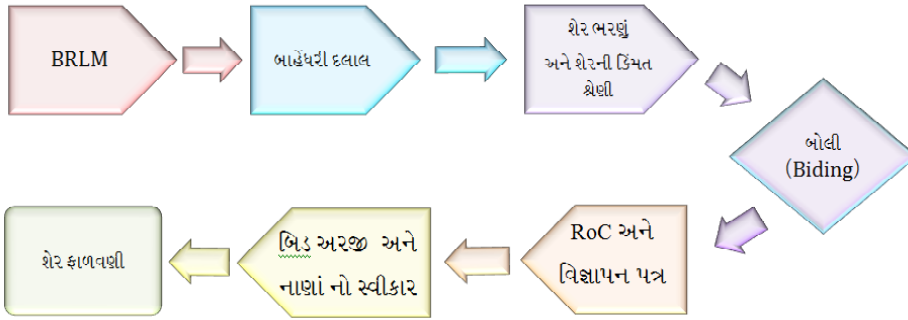 BRLM
બાહેંધરી દલાલ
શેર ભરણું
અને શેરની કિંમત
શ્રેણી
બોલી
(Biding)
RoC અને
વિજ્ઞાપન પત્ર
બિડ અરજી અને
નાણાં નો સ્વીકાર
શેર ફાળવણી